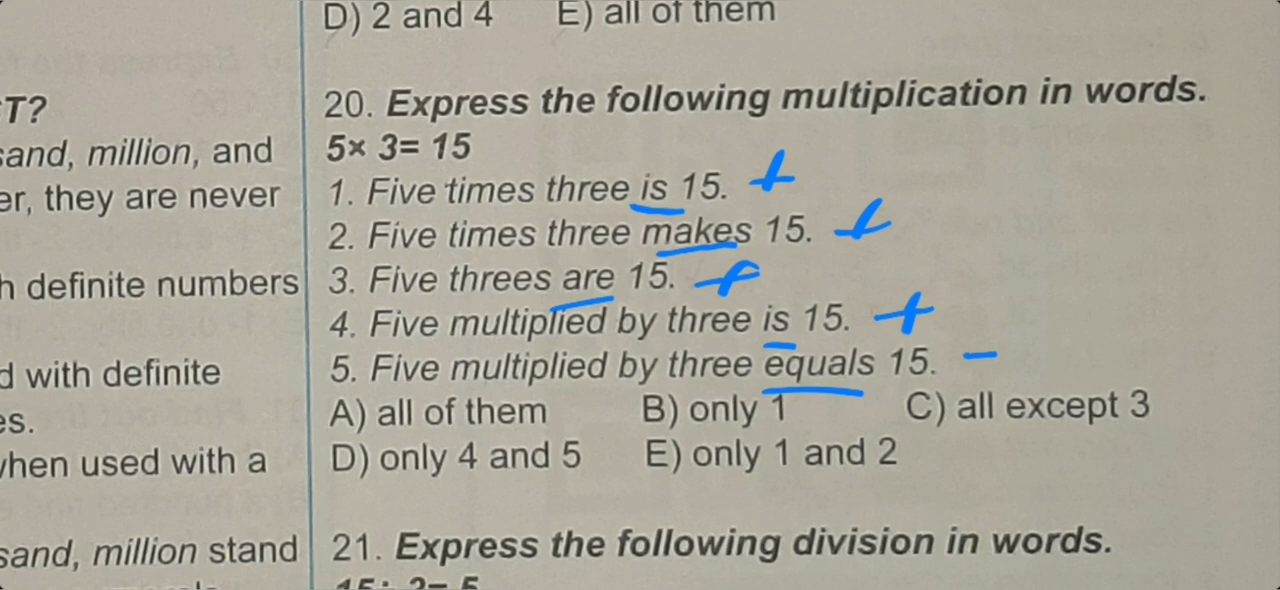 D) 2 and 4 E) all of them
T?
sand, million, and
er, they are never
h definite numbers
d with definite
es.
when used with a
sand, million stand
20. Express the following multiplication in words.
5× 3= 15
1. Five times three is 15. +
2. Five times three makes 15. +
3. Five threes are 15. +
4. Five multiplied by three is 15. +
5. Five multiplied by three equals 15. –
A) all of them B) only 1 C) all except 3
D) only 4 and 5 E) only 1 and 2
21. Express the following division in words.